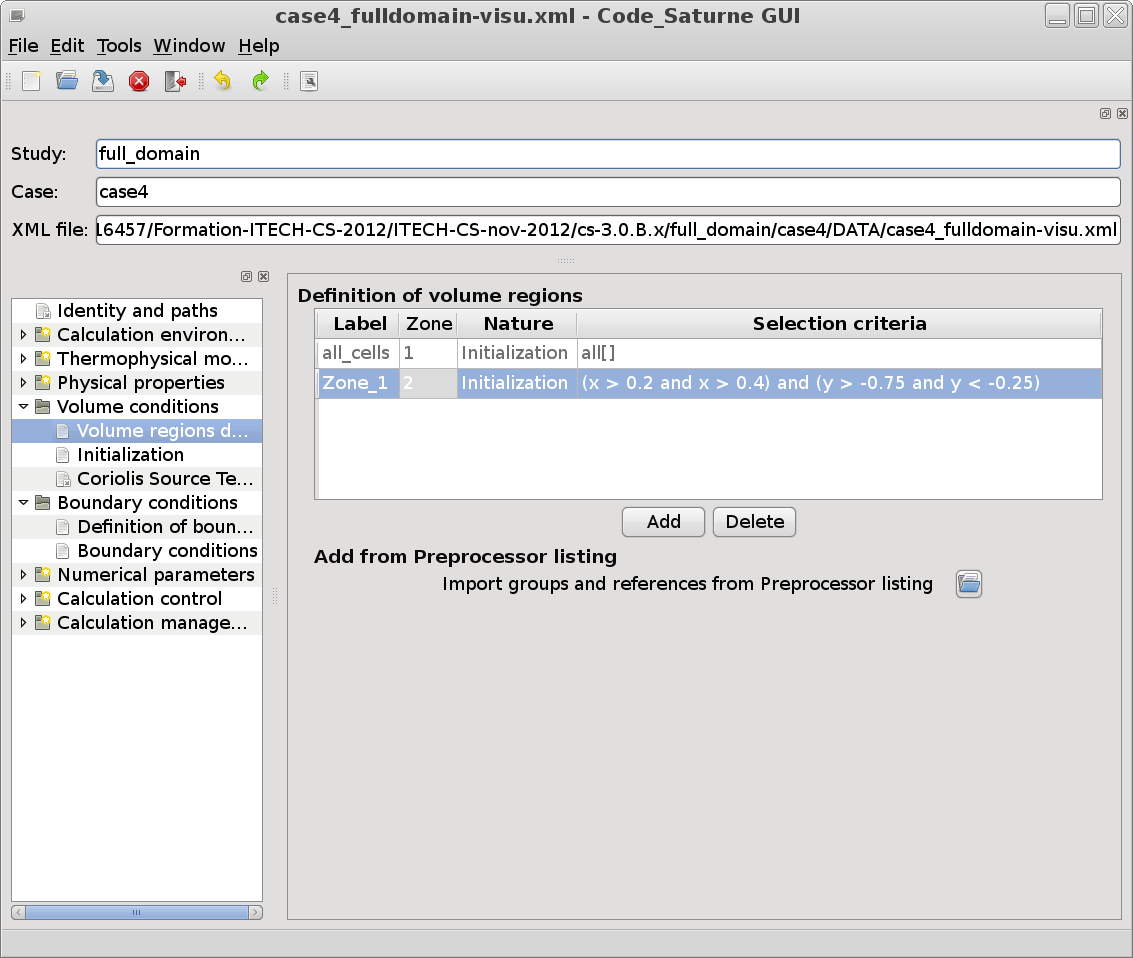 case4_fulldomain-visu.xml - Code_Saturne GUI
File Edit Tools Window Help
Study: full_domain
Case: case4
XML file: 16457/Formation-ITECH-CS-2012/ITECH-CS-nov-2012/cs-3.0.B.x/full_domain/case4/DATA/case4_fulldomain-visu.xml
Identity and paths
Calculation environ...
Thermophysical mo...
Physical properties
Volume conditions
Volume regions d...
Initialization
Coriolis Source Te...
Boundary conditions
Definition of boun...
Boundary conditions
Numerical parameters
Calculation control
Calculation manage...
Definition of volume regions
Label Zone Nature Selection criteria
all_cells 1 Initialization all[]
Zone_1 2 Initialization (x > 0.2 and x > 0.4) and (y > -0.75 and y < -0.25)
Add Delete
Add from Preprocessor listing
Import groups and references from Preprocessor listing